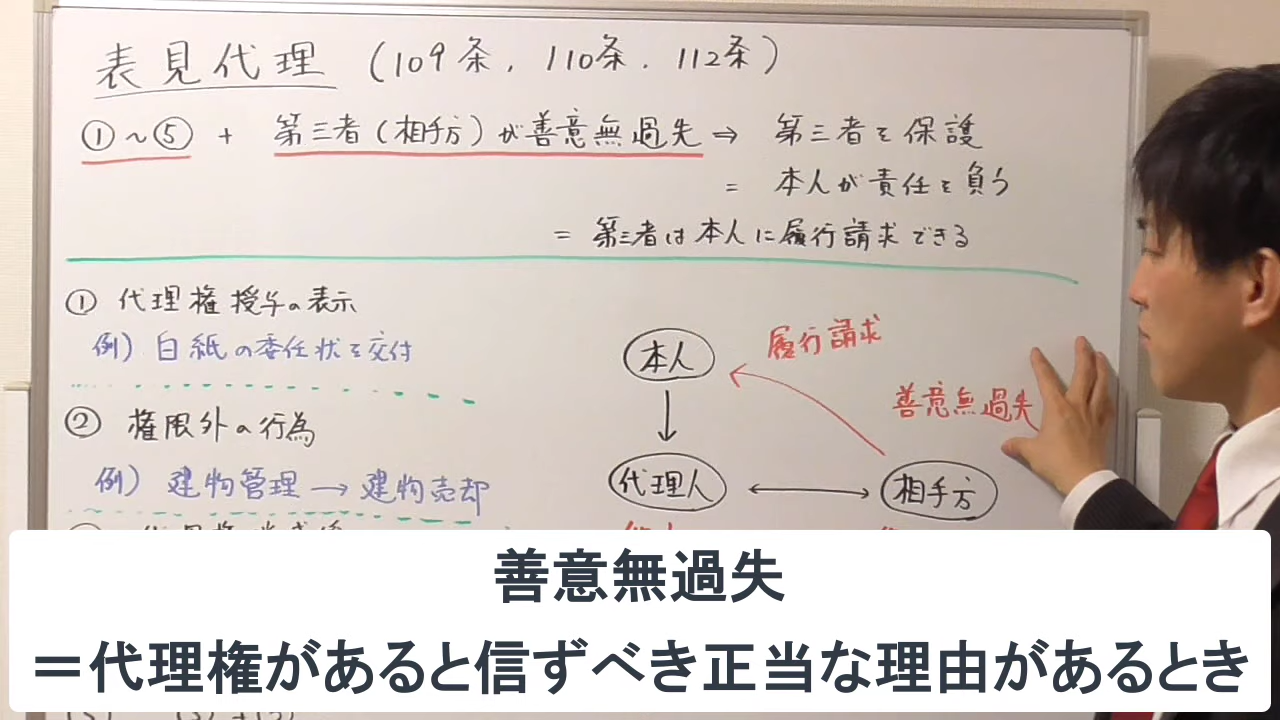 表見代理 (109条, 110条, 112条)
①～⑤ + 第三者(相手方)が善意無過失 ⇒ 第三者を保護
= 本人が責任を負う
= 第三者は本人に履行請求できる
① 代理権授与の表示
例) 白紙の委任状を交付
② 権限外の行為
例) 建物管理 → 建物売却
本人
履行請求
善意無過失
代理人
相手方
善意無過失
＝代理権があると信ずべき正当な理由があるとき